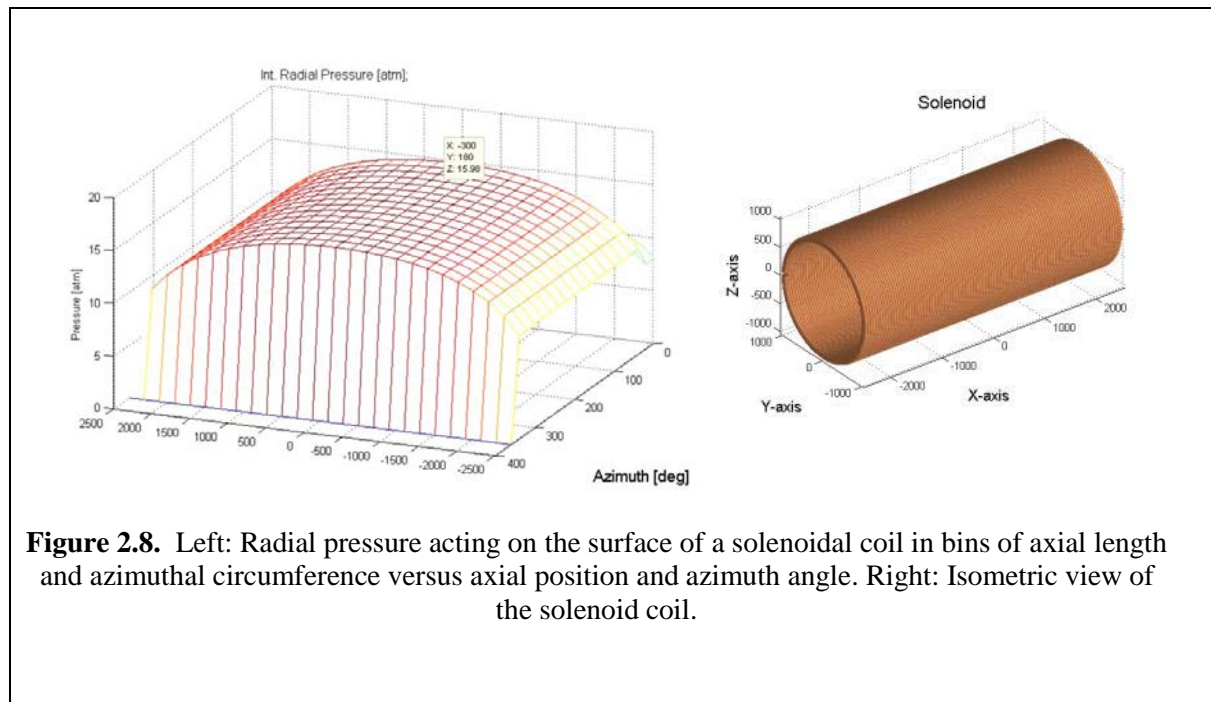 Int. Radial Pressure [atm];
X: -300
Y: 180
Z: 15.98
20
15
10
5
0
Pressure [atm]
2500
2000
1500
1000
500
0
-500
-1000
-1500
-2000
-2500
400
300
200
100
0
Azimuth [deg]
Solenoid
1000
500
0
-500
-1000
Z-axis
1000
0
-1000
Y-axis
-2000
-1000
0
1000
2000
X-axis
Figure 2.8. Left: Radial pressure acting on the surface of a solenoidal coil in bins of axial length
and azimuthal circumference versus axial position and azimuth angle. Right: Isometric view of
the solenoid coil.